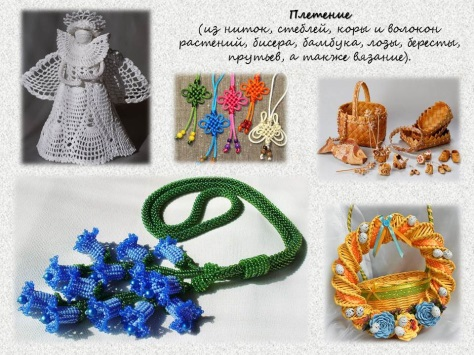 Плетение
(из ниток, стеблей, коры и волокон
растений, бисера, бамбука, лозы, бересты,
прутьев, а также вязание).